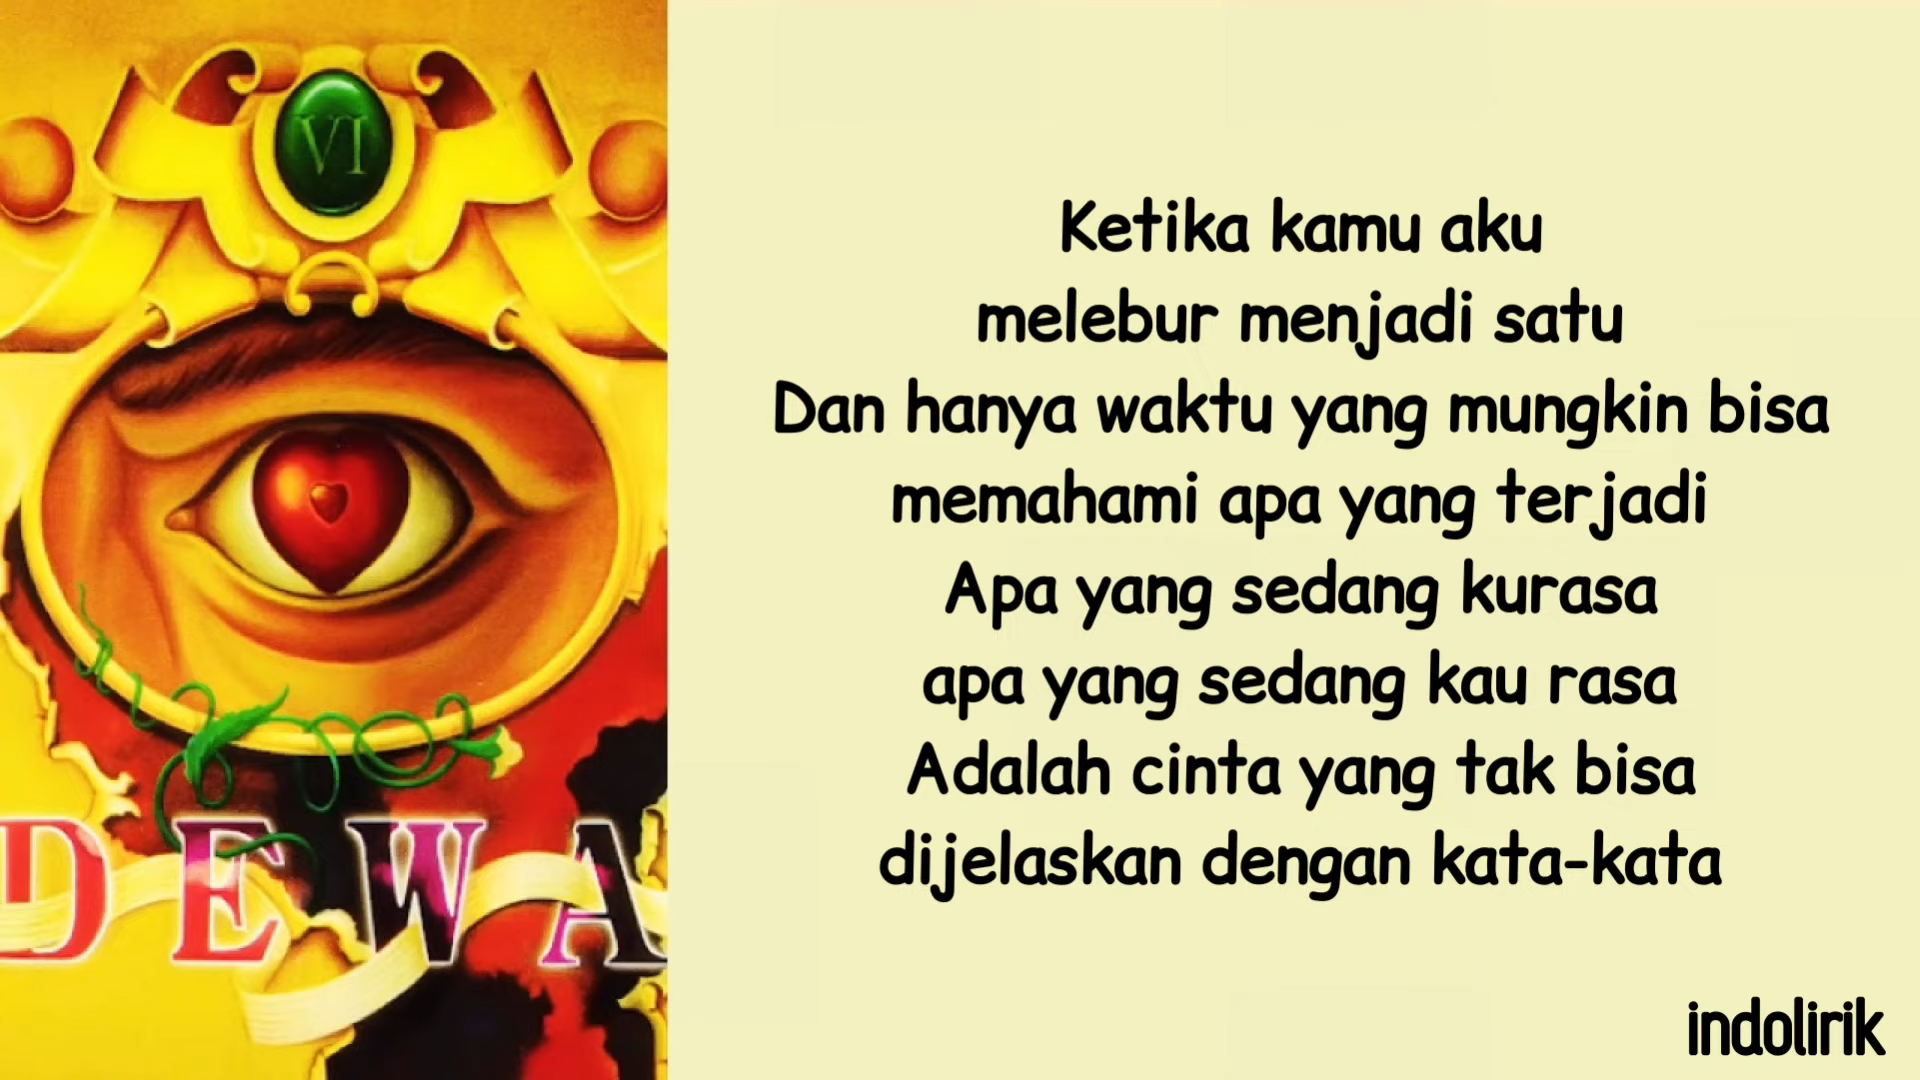 VI
DEWA
Ketika kamu aku
melebur menjadi satu
Dan hanya waktu yang mungkin bisa
memahami apa yang terjadi
Apa yang sedang kurasa
apa yang sedang kau rasa
Adalah cinta yang tak bisa
dijelaskan dengan kata-kata
indolirik